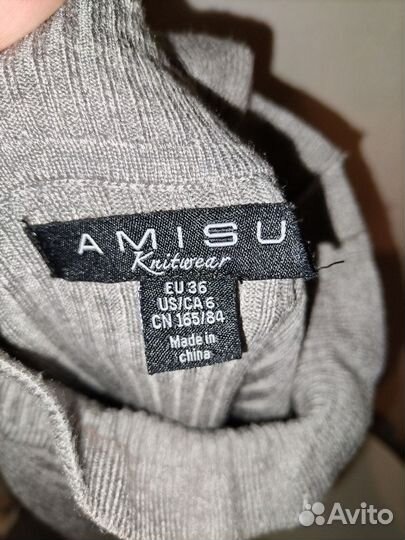 AMISU
Knitwear
EU 36
US/CA 6
CN 165/84
Made in
china
Avito